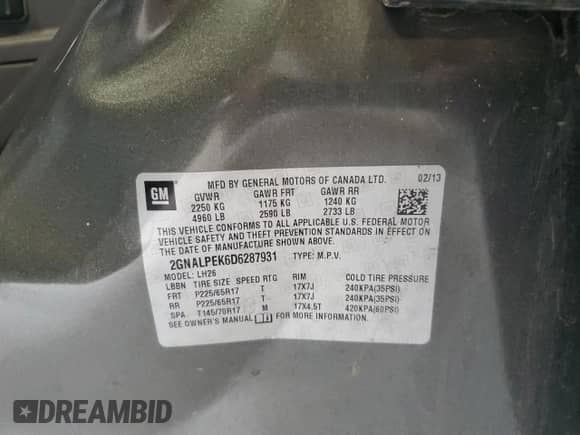 GM
MFD BY GENERAL MOTORS OF CANADA LTD. 02/13
GVWR GAWR FRT GAWR RR
2250 KG 1175 KG 1240 KG
4960 LB 2590 LB 2733 LB
THIS VEHICLE CONFORMS TO ALL APPLICABLE U.S. FEDERAL MOTOR
VEHICLE SAFETY AND THEFT PREVENTION STANDARDS IN EFFECT ON
THE DATE OF MANUFACTURE SHOWN ABOVE.
2GNALPEK6D6287931 TYPE: M.P.V.
MODEL: LH26
LBBN TIRE SIZE SPEED RTG RIM COLD TIRE PRESSURE
FRT P225/65R17 T 17X7J 240KPA(35PSI)
RR P225/65R17 T 17X7J 240KPA(35PSI)
SPA T145/70R17 M 17X4.5T 420KPA(60PSI)
SEE OWNER'S MANUAL FOR MORE INFORMATION.
DREAMBID